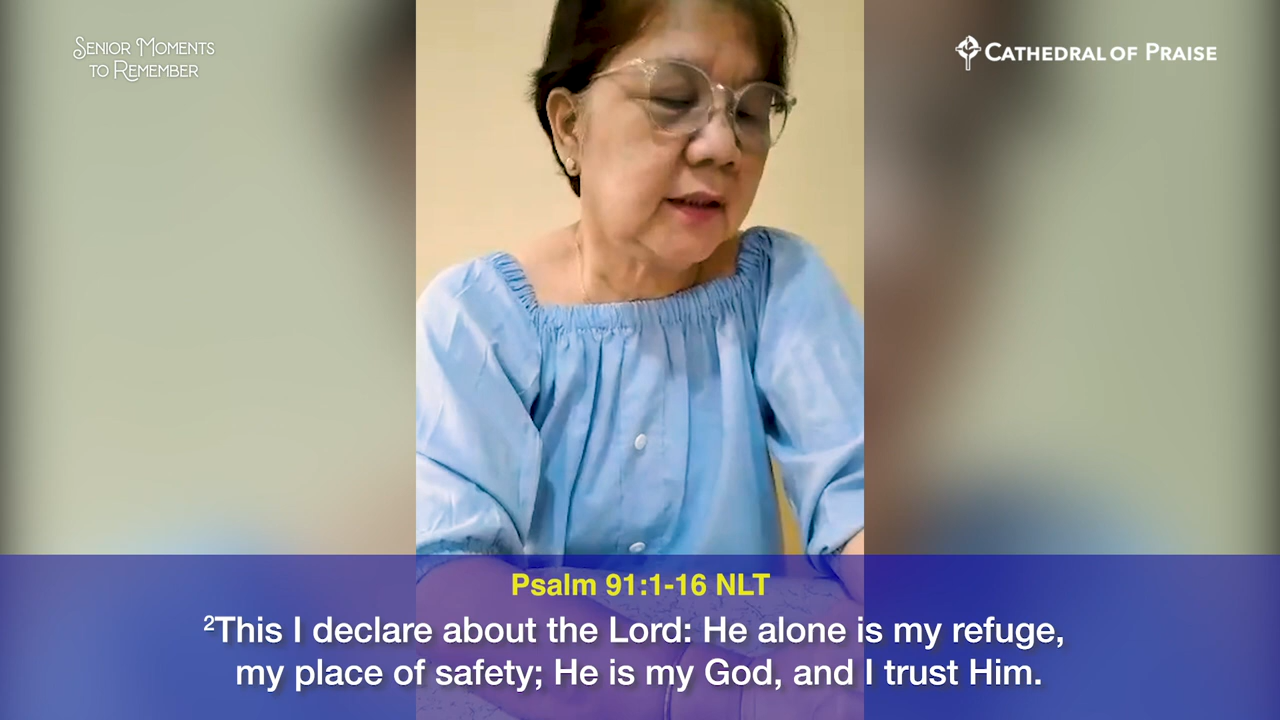 Senior Moments
to Remember
Cathedral of Praise
Psalm 91:1-16 NLT
²This I declare about the Lord: He alone is my refuge,
my place of safety; He is my God, and I trust Him.